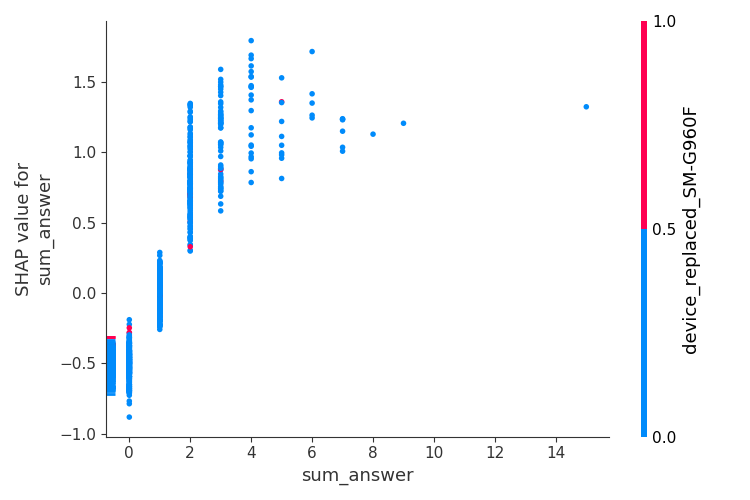 1.5
1.0
0.5
0.0
−0.5
−1.0
SHAP value for
sum_answer
0 2 4 6 8 10 12 14
sum_answer
1.0
0.5
0.0
device_replaced_SM-G960F